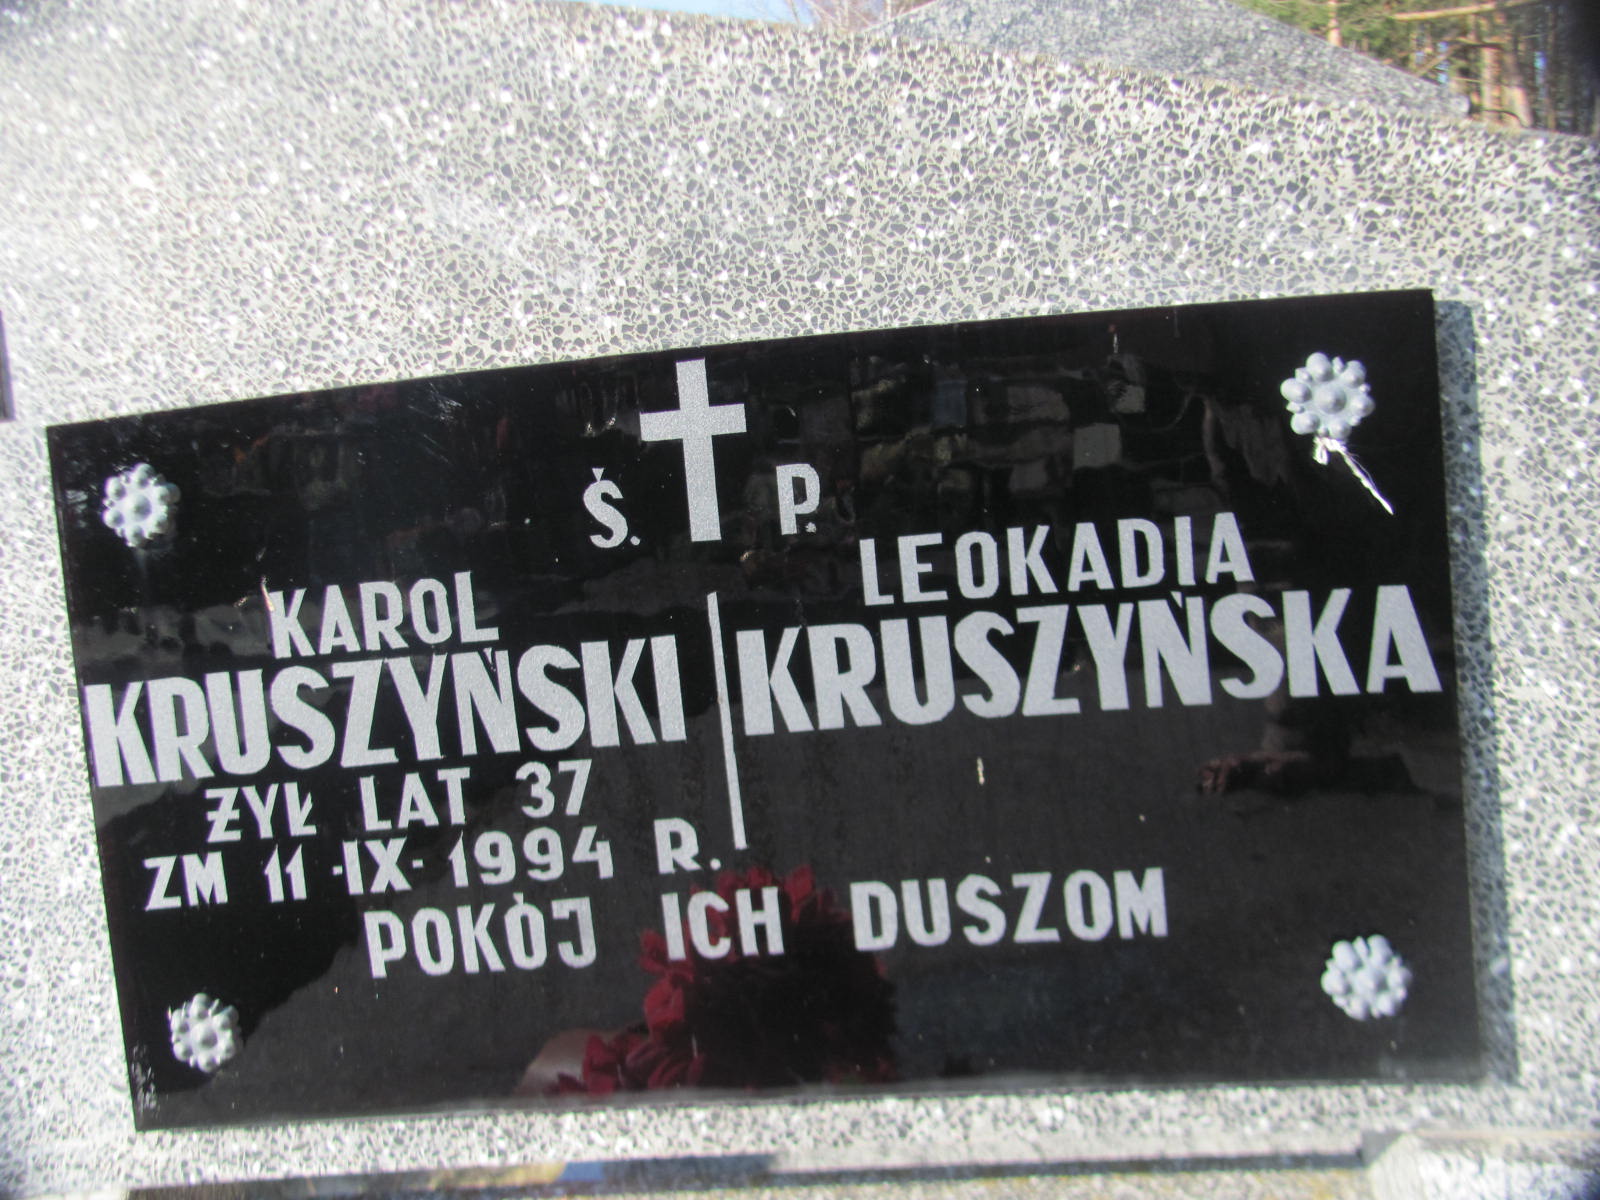 Ś. P.
KAROL
KRUSZYŃSKI
ŻYŁ LAT 37
ZM 11-IX-1994 R.
LEOKADIA
KRUSZYŃSKA
POKÓJ ICH DUSZOM